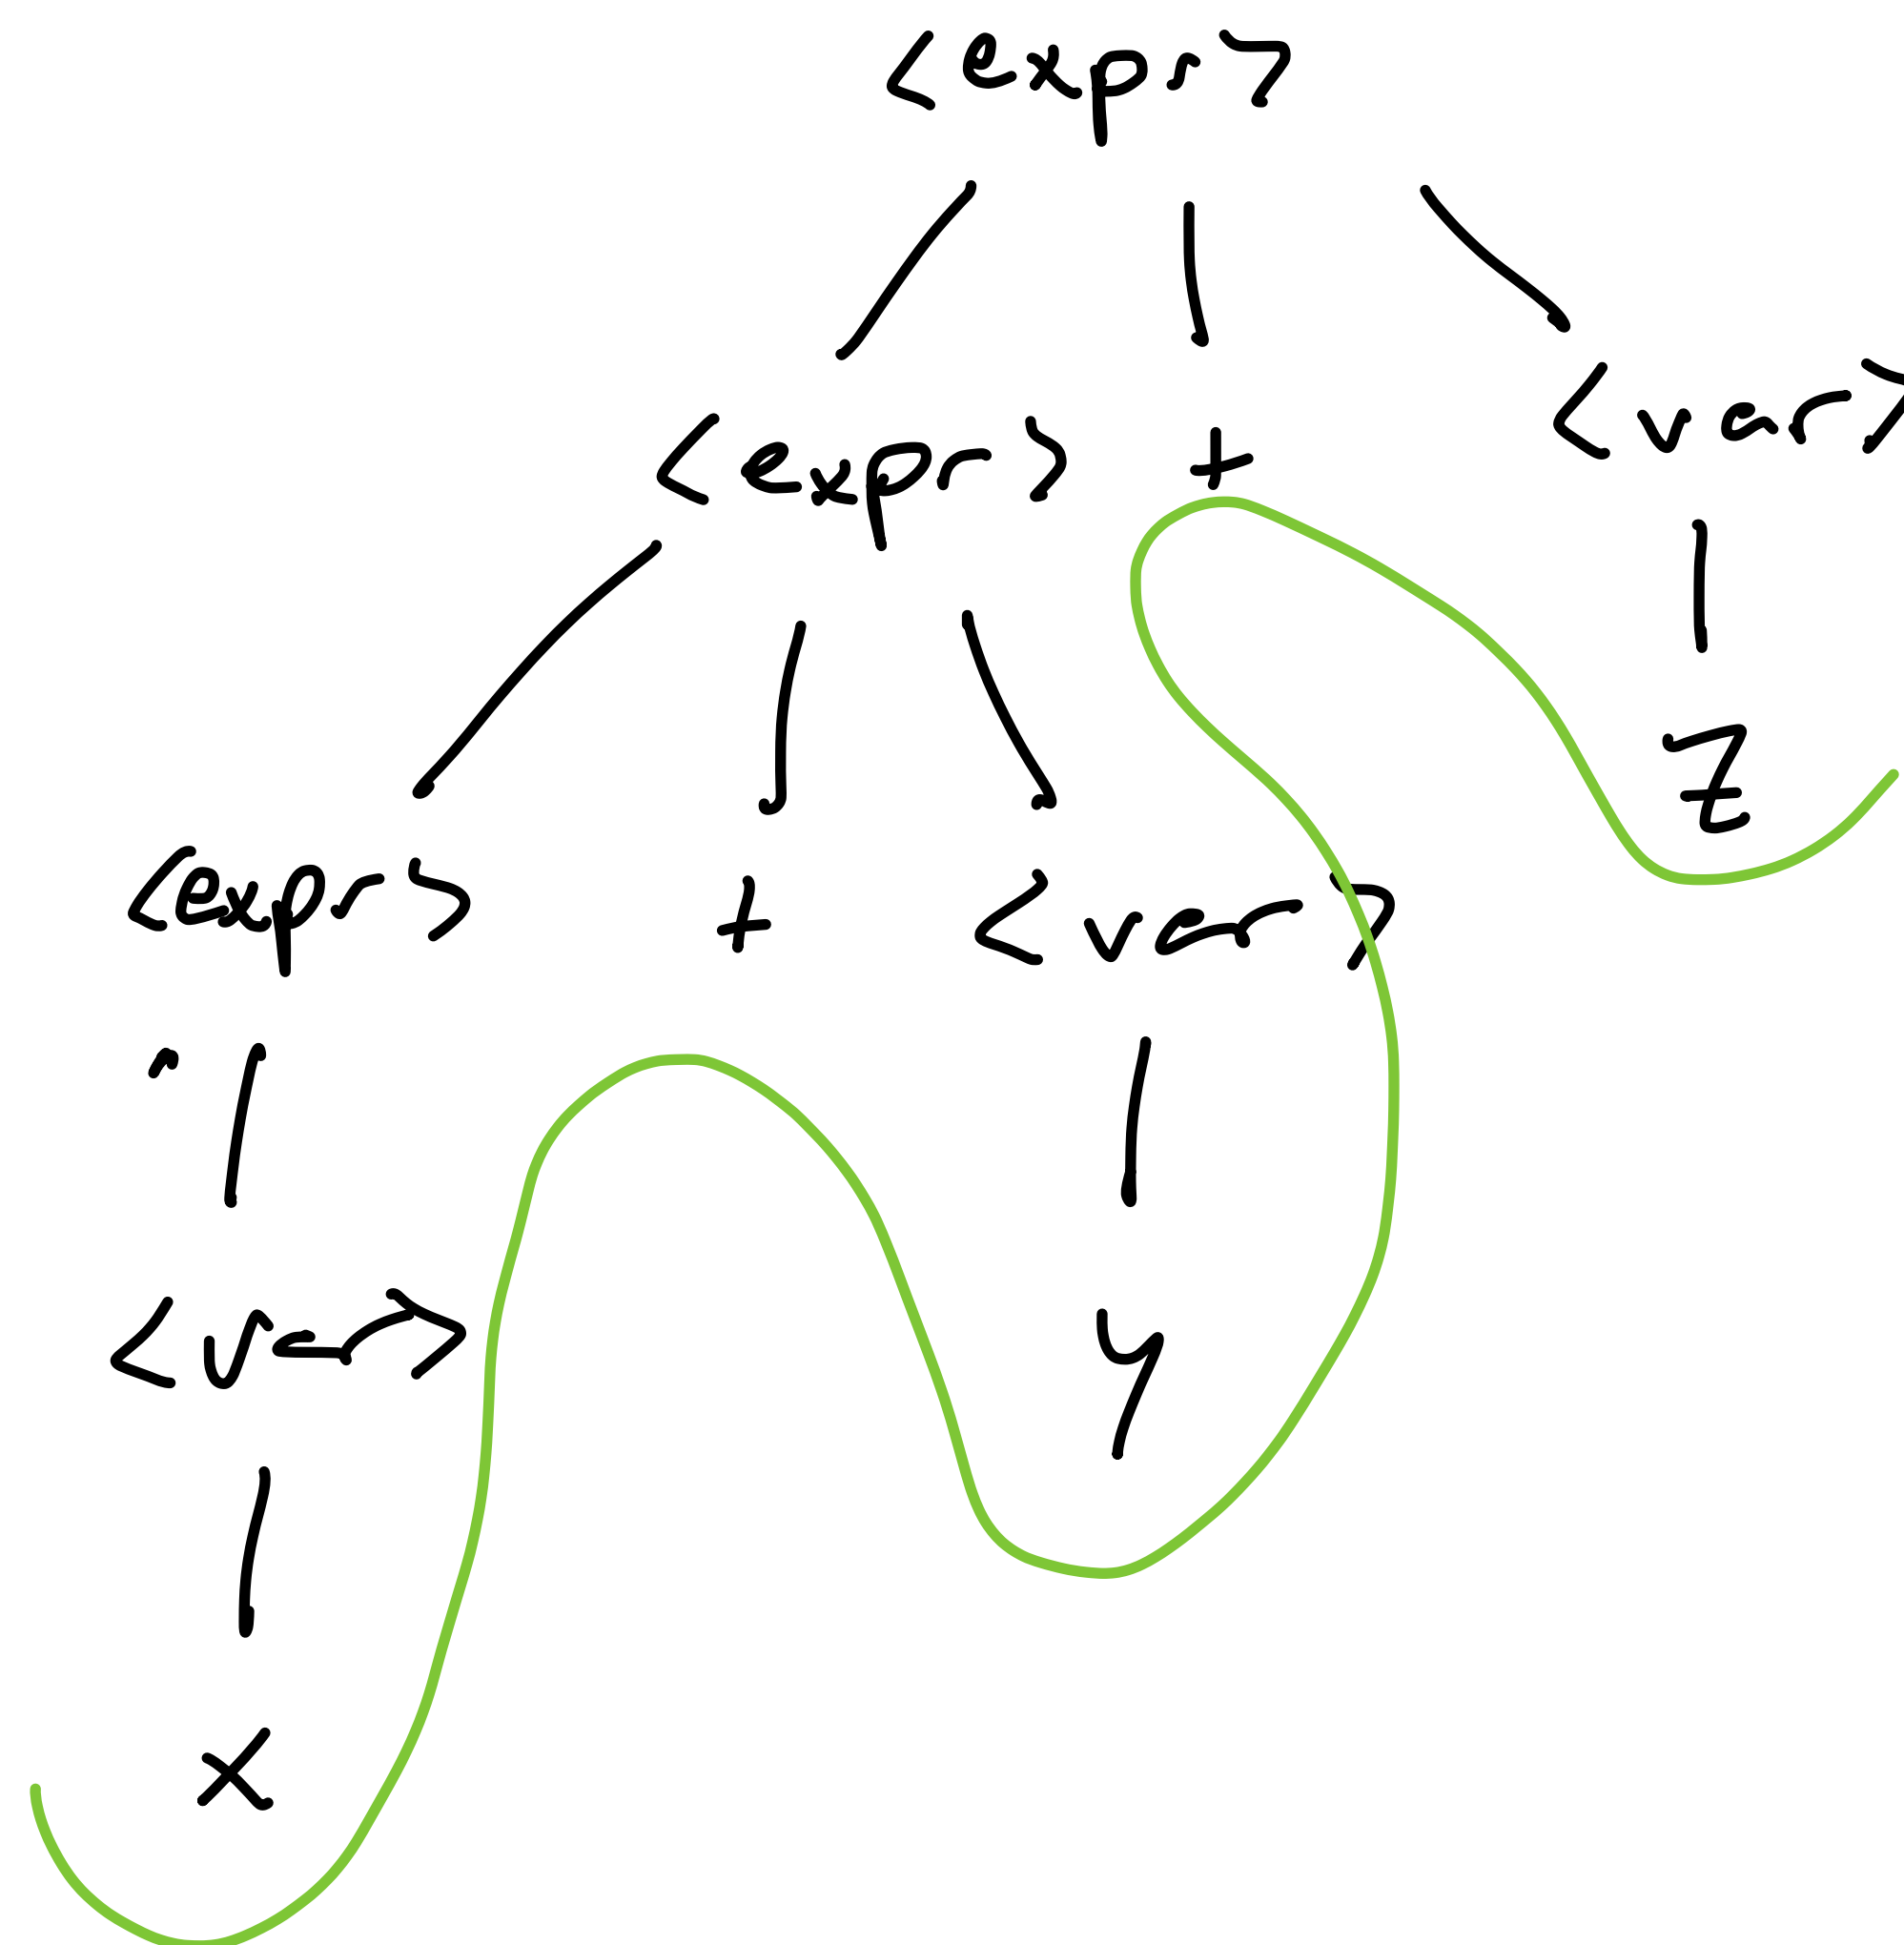 <expr>
<expr> + <var>
z
<expr> + <var>
<var>
y
x